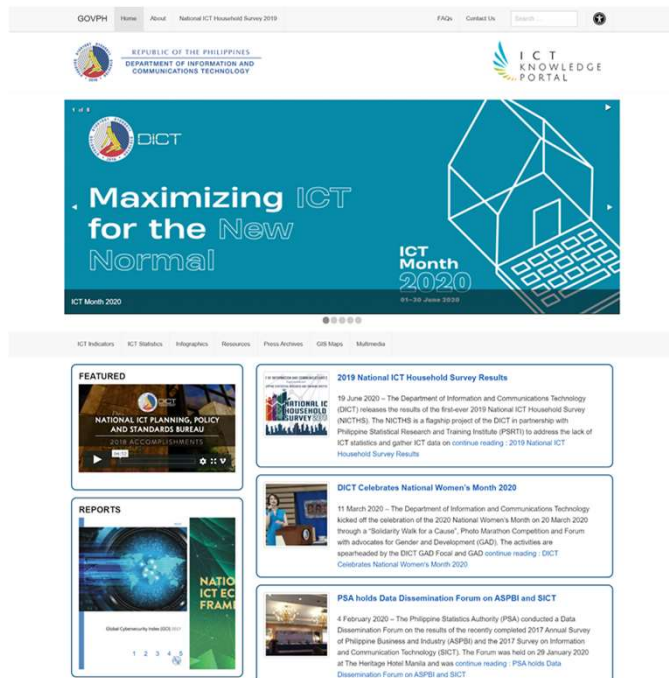 GOVPH Home About National ICT Household Survey 2019 FAQs Contact Us Search ...
REPUBLIC OF THE PHILIPPINES
DEPARTMENT OF INFORMATION AND
COMMUNICATIONS TECHNOLOGY
ICT
KNOWLEDGE
PORTAL
1 of 5
DICT
Maximizing ICT
for the New
Normal
ICT
Month
2020
01-30 June 2020
ICT Month 2020
ICT Indicators ICT Statistics Infographics Resources Press Archives GIS Maps Multimedia
FEATURED
DICT
NATIONAL ICT PLANNING, POLICY
AND STANDARDS BUREAU
2018 ACCOMPLISHMENTS
REPORTS
NATIO
ICT EC
FRAM
Global Cybersecurity Index (GCI) 2017
1 2 3 4 5
NATIONAL IC
HOUSEHOLD
SURVEY
2019 National ICT Household Survey Results
19 June 2020 – The Department of Information and Communications Technology
(DICT) releases the results of the first-ever 2019 National ICT Household Survey
(NICTHS). The NICTHS is a flagship project of the DICT in partnership with
Philippine Statistical Research and Training Institute (PSRTI) to address the lack of
ICT statistics and gather ICT data on continue reading : 2019 National ICT
Household Survey Results
DICT Celebrates National Women's Month 2020
11 March 2020 – The Department of Information and Communications Technology
kicked off the celebration of the 2020 National Women's Month on 20 March 2020
through a "Solidarity Walk for a Cause", Photo Marathon Competition and Forum
with advocates for Gender and Development (GAD). The activities are
spearheaded by the DICT GAD Focal and GAD continue reading : DICT
Celebrates National Women's Month 2020
PSA holds Data Dissemination Forum on ASPBI and SICT
4 February 2020 – The Philippine Statistics Authority (PSA) conducted a Data
Dissemination Forum on the results of the recently completed 2017 Annual Survey
of Philippine Business and Industry (ASPBI) and the 2017 Survey on Information
and Communication Technology (SICT). The Forum was held on 29 January 2020
at The Heritage Hotel Manila and was continue reading : PSA holds Data
Dissemination Forum on ASPBI and SICT